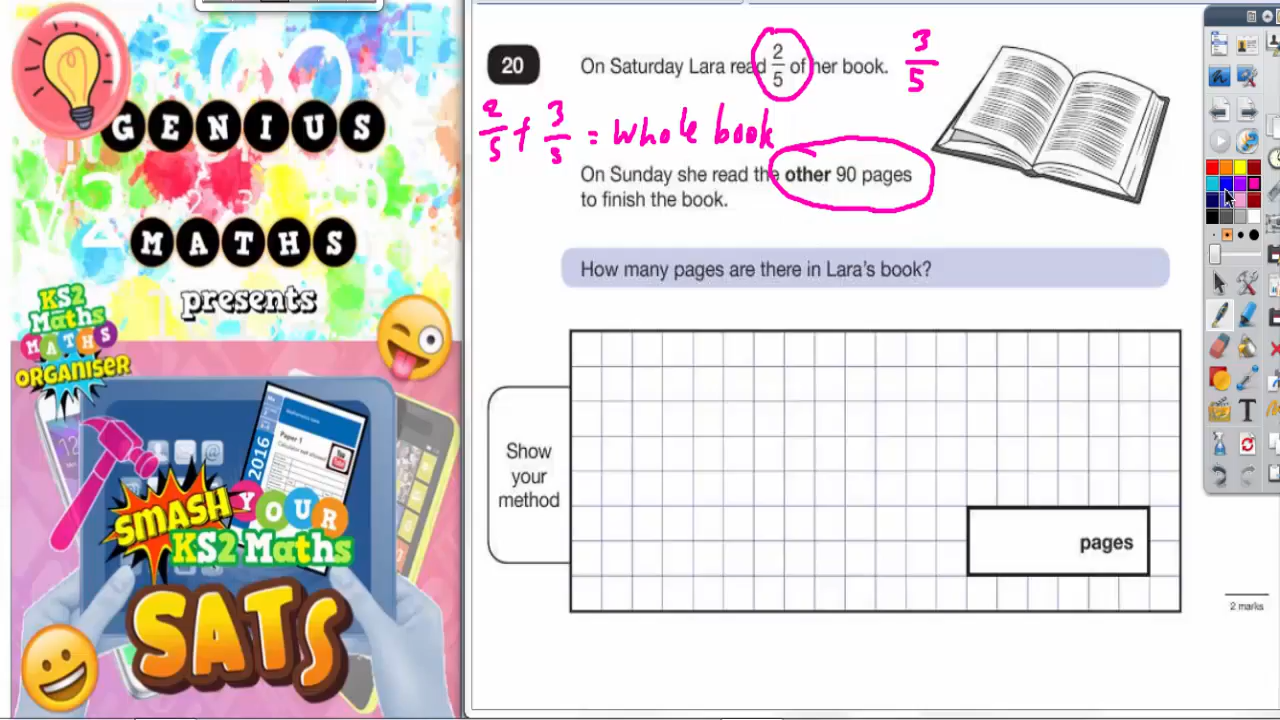 GENIUS
MATHS
presents
KS2
Maths
MATHS
ORGANISER
2016
Paper 1
SMASH YOUR
KS2 Maths
SATS
20
On Saturday Lara read 2/5 of her book.
3/5
2/5 + 3/5 = whole book
On Sunday she read the other 90 pages
to finish the book.
How many pages are there in Lara's book?
Show
your
method
pages
2 marks